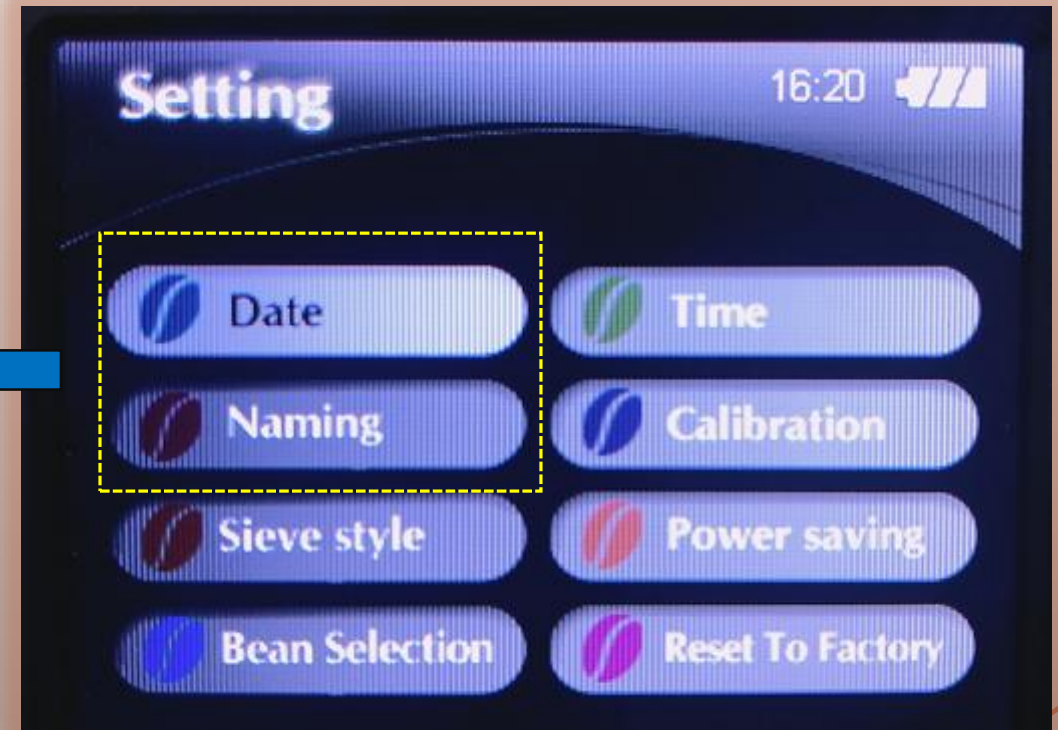 Setting
16:20
Date
Time
Naming
Calibration
Sieve style
Power saving
Bean Selection
Reset To Factory